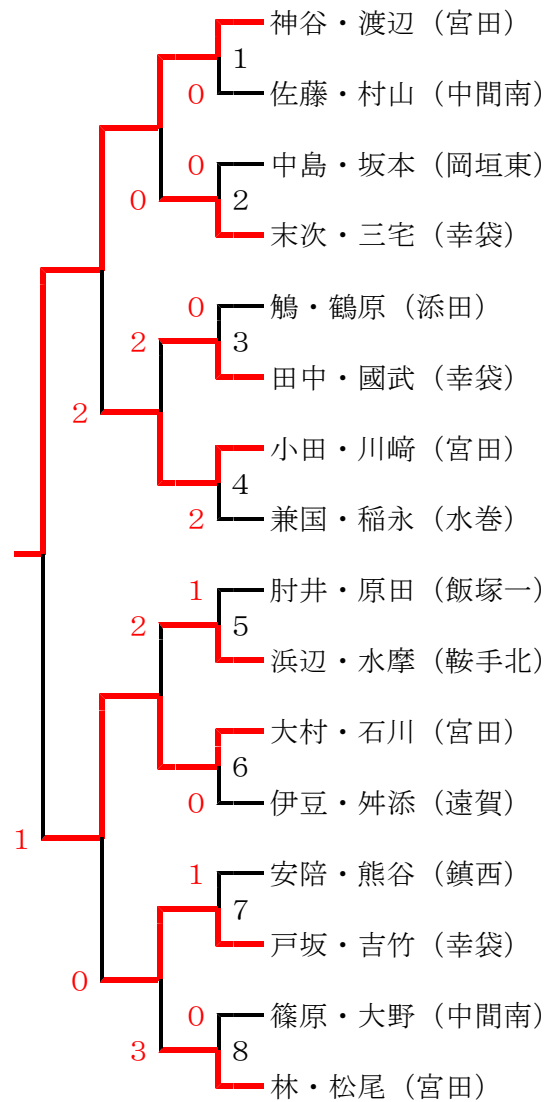 神谷・渡辺（宮田）
1
0
佐藤・村山（中間南）
0
中島・坂本（岡垣東）
0
2
末次・三宅（幸袋）
0
鵤・鶴原（添田）
2
3
田中・國武（幸袋）
2
小田・川﨑（宮田）
4
2
兼国・稲永（水巻）
1
肘井・原田（飯塚一）
2
5
浜辺・水摩（鞍手北）
大村・石川（宮田）
6
0
伊豆・舛添（遠賀）
1
1
安陪・熊谷（鎮西）
7
戸坂・吉竹（幸袋）
0
0
篠原・大野（中間南）
3
8
林・松尾（宮田）